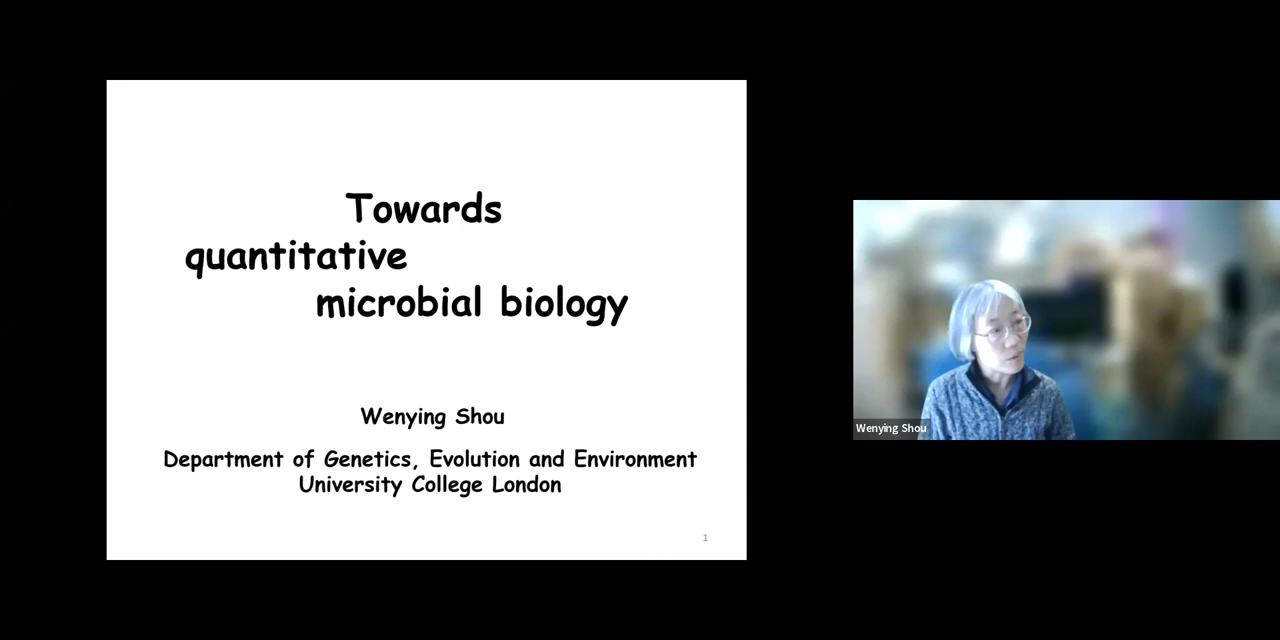 Towards
quantitative
microbial biology
Wenying Shou
Department of Genetics, Evolution and Environment
University College London
1
Wenying Shou